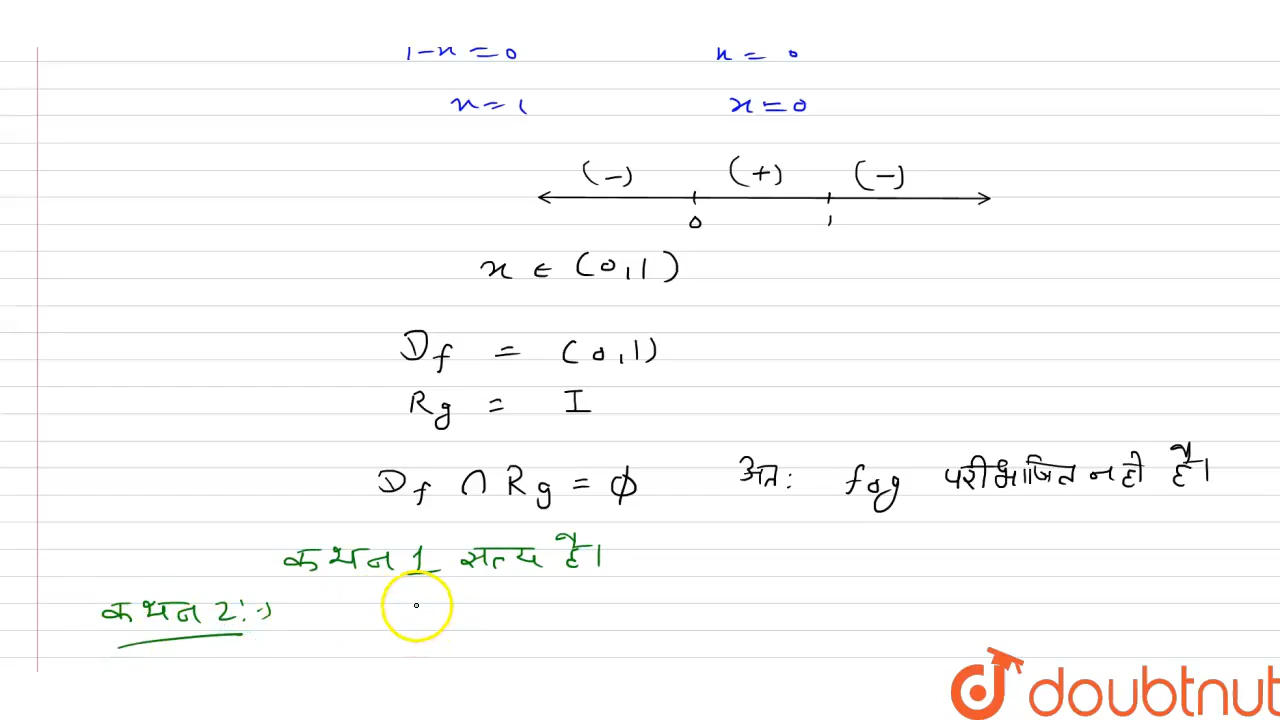 1-x = 0 x = 0
x = 1 x = 0
(-) (+) (-)
0 1
x ∈ (0,1)
Df = (0,1)
Rg = I
Df ∩ Rg = ϕ अतः fog परीभाजित नही है।
कथन 1 सत्य है।
कथन 2:→
doubtnut